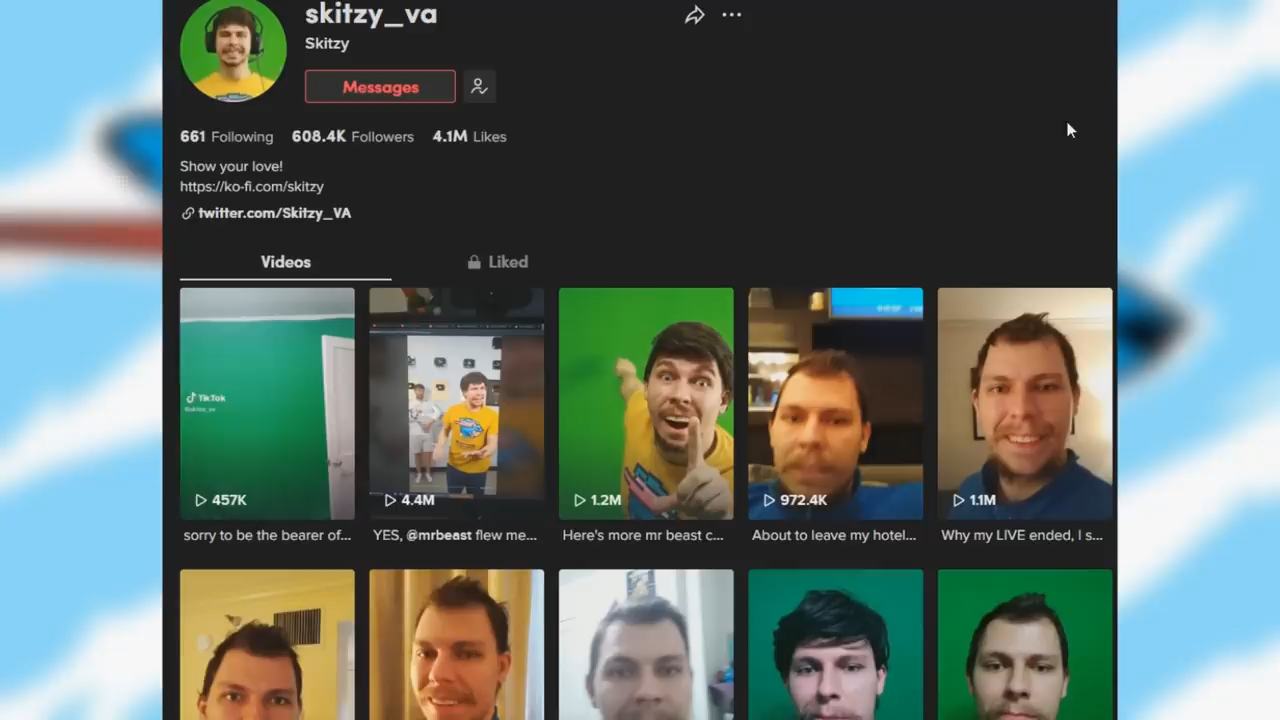 skitzy_va
Skitzy
Messages
661 Following 608.4K Followers 4.1M Likes
Show your love!
https://ko-fi.com/skitzy
twitter.com/Skitzy_VA
Videos Liked
TikTok
457K 4.4M 1.2M 972.4K 1.1M
sorry to be the bearer of... YES, @mrbeast flew me... Here's more mr beast c... About to leave my hotel... Why my LIVE ended, I s...